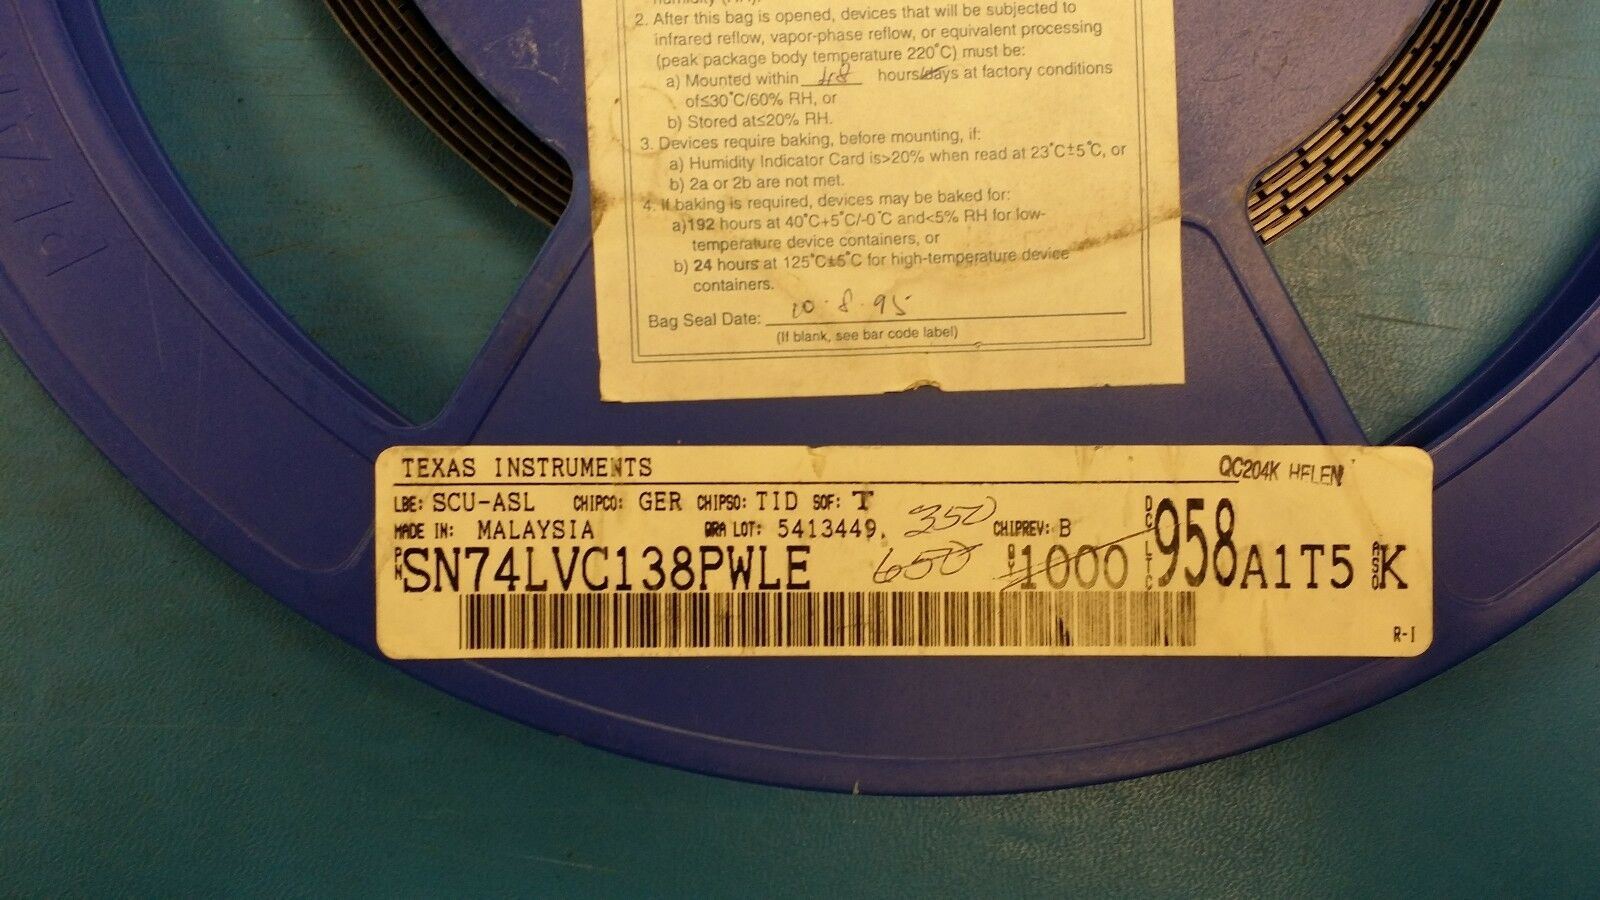 2. After this bag is opened, devices that will be subjected to
infrared reflow, vapor-phase reflow, or equivalent processing
(peak package body temperature 220°C) must be:
a) Mounted within 48 hours/days at factory conditions
of≤30°C/60% RH, or
b) Stored at≤20% RH.
3. Devices require baking, before mounting, if:
a) Humidity Indicator Card is>20% when read at 23°C±5°C, or
b) 2a or 2b are not met.
4. If baking is required, devices may be baked for:
a)192 hours at 40°C+5°C/-0°C and<5% RH for low-
temperature device containers, or
b) 24 hours at 125°C±5°C for high-temperature device
containers.
Bag Seal Date: 8.95
(If blank, see bar code label)
TEXAS INSTRUMENTS QC204K HELEN
LBE: SCU-ASL CHIPCO: GER CHIPSO: TID SOF: T
MADE IN: MALAYSIA QRA LOT: 5413449. 350 CHIPREV: B
SN74LVC138PWLE 650 1000 958A1T5 ASO K
R-1